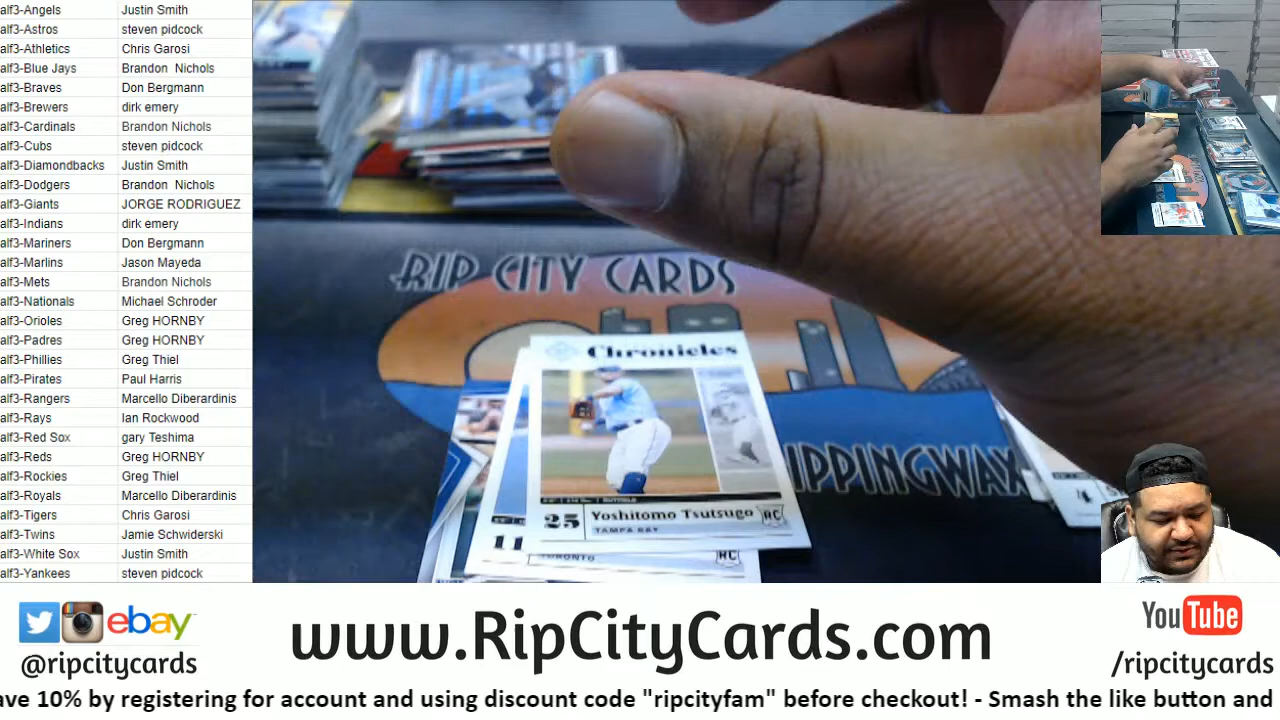 alf3-Angels Justin Smith
alf3-Astros steven pidcock
alf3-Athletics Chris Garosi
alf3-Blue Jays Brandon Nichols
alf3-Braves Don Bergmann
alf3-Brewers dirk emery
alf3-Cardinals Brandon Nichols
alf3-Cubs steven pidcock
alf3-Diamondbacks Justin Smith
alf3-Dodgers Brandon Nichols
alf3-Giants JORGE RODRIGUEZ
alf3-Indians dirk emery
alf3-Mariners Don Bergmann
alf3-Marlins Jason Mayeda
alf3-Mets Brandon Nichols
alf3-Nationals Michael Schroder
alf3-Orioles Greg HORNBY
alf3-Padres Greg HORNBY
alf3-Phillies Greg Thiel
alf3-Pirates Paul Harris
alf3-Rangers Marcello Diberardinis
alf3-Rays Ian Rockwood
alf3-Red Sox gary Teshima
alf3-Reds Greg HORNBY
alf3-Rockies Greg Thiel
alf3-Royals Marcello Diberardinis
alf3-Tigers Chris Garosi
alf3-Twins Jamie Schwiderski
alf3-White Sox Justin Smith
alf3-Yankees steven pidcock
RIP CITY CARDS
Chronicles
25 Yoshitomo Tsutsugo RC
TAMPA BAY
11
TORONTO RC
IPPINGWAX
ebay
@ripcitycards
www.RipCityCards.com
YouTube
/ripcitycards
ave 10% by registering for account and using discount code "ripcityfam" before checkout! - Smash the like button and